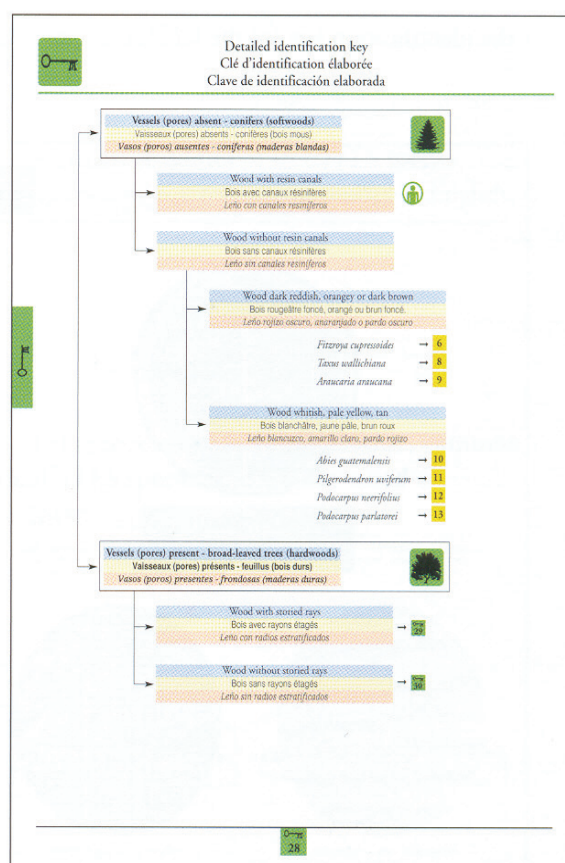 Detailed identification key
Clé d'identification élaborée
Clave de identificación elaborada
Vessels (pores) absent - conifers (softwoods)
Vaisseaux (pores) absents - conifères (bois mous)
Vasos (poros) ausentes - coníferas (maderas blandas)
Wood with resin canals
Bois avec canaux résinifères
Leño con canales resiníferos
Wood without resin canals
Bois sans canaux résinifères
Leño sin canales resiníferos
Wood dark reddish, orangey or dark brown
Bois rougeâtre foncé, orangé ou brun foncé.
Leño rojizo oscuro, anaranjado o pardo oscuro
Fitzroya cupressoides → 6
Taxus wallichiana → 8
Araucaria araucana → 9
Wood whitish, pale yellow, tan
Bois blanchâtre, jaune pâle, brun roux
Leño blancuzco, amarillo claro, pardo rojizo
Abies guatemalensis → 10
Pilgerodendron uviferum → 11
Podocarpus neerifolius → 12
Podocarpus parlatorei → 13
Vessels (pores) present - broad-leaved trees (hardwoods)
Vaisseaux (pores) présents - feuillus (bois durs)
Vasos (poros) presentes - frondosas (maderas duras)
Wood with storied rays
Bois avec rayons étagés → 29
Leño con radios estratificados
Wood without storied rays
Bois sans rayons étagés → 30
Leño sin radios estratificados
28